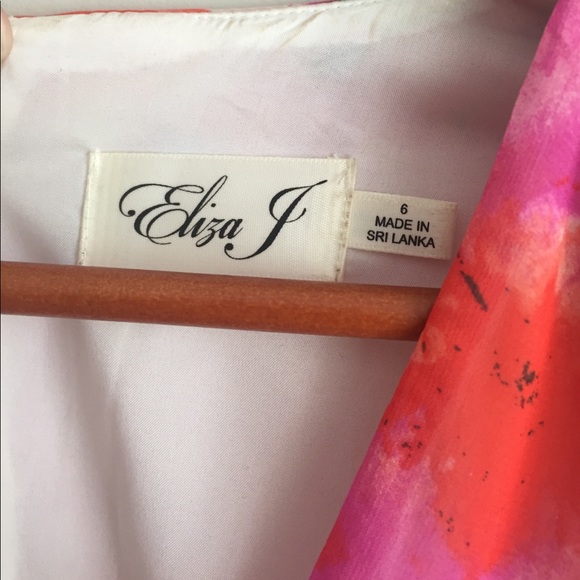 Eliza J
6
MADE IN
SRI LANKA